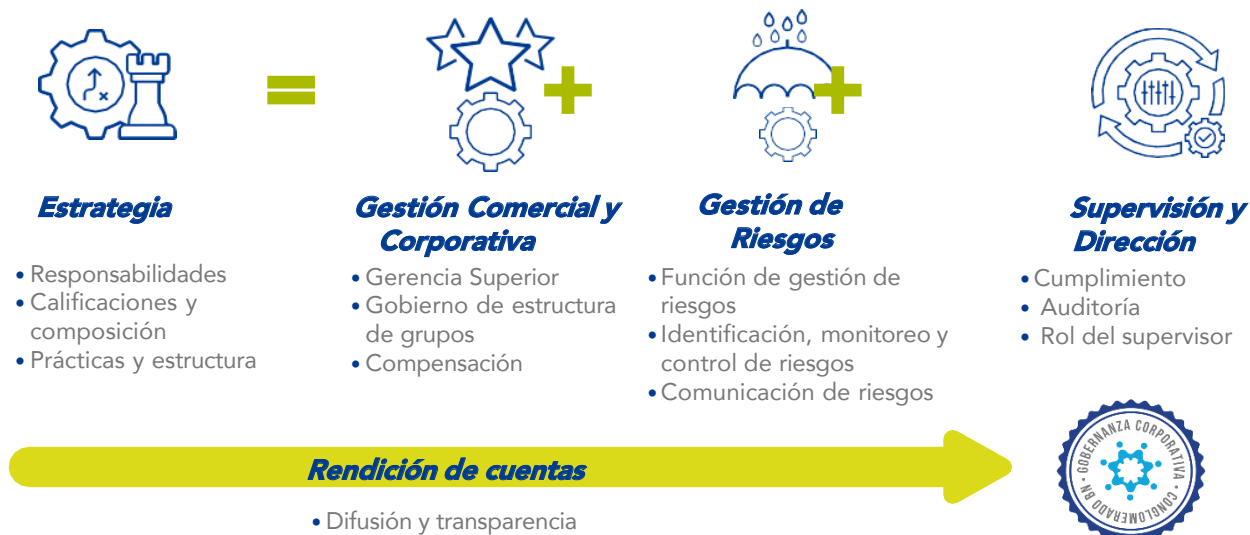 Estrategia
• Responsabilidades
• Calificaciones y
composición
• Prácticas y estructura
Gestión Comercial y
Corporativa
• Gerencia Superior
• Gobierno de estructura
de grupos
• Compensación
Gestión de
Riesgos
• Función de gestión de
riesgos
• Identificación, monitoreo y
control de riesgos
• Comunicación de riesgos
Supervisión y
Dirección
• Cumplimiento
• Auditoría
• Rol del supervisor
Rendición de cuentas
• Difusión y transparencia
GOBERNANZA CORPORATIVA • CONGLOMERADO BN •